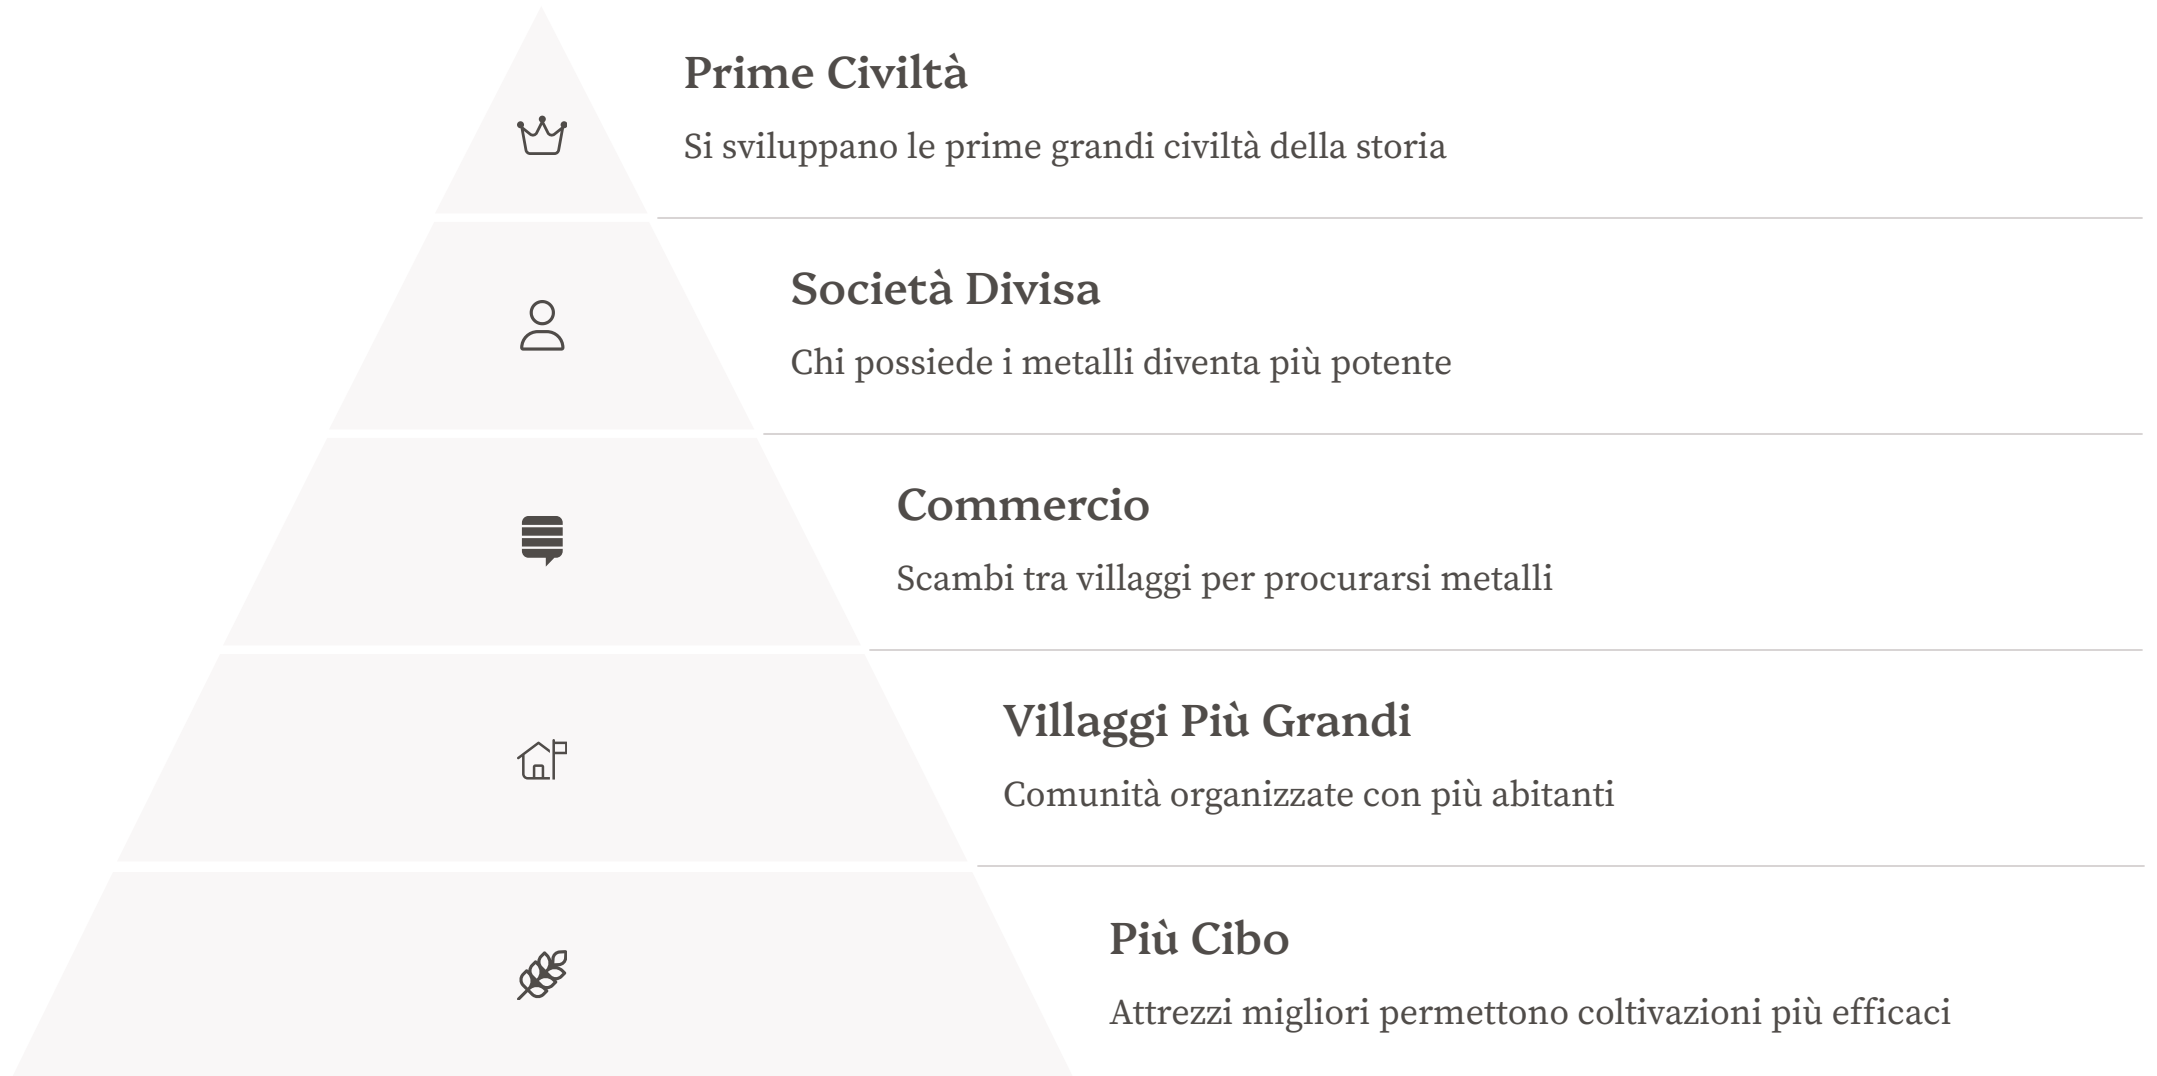 Prime Civiltà
Si sviluppano le prime grandi civiltà della storia
Società Divisa
Chi possiede i metalli diventa più potente
Commercio
Scambi tra villaggi per procurarsi metalli
Villaggi Più Grandi
Comunità organizzate con più abitanti
Più Cibo
Attrezzi migliori permettono coltivazioni più efficaci